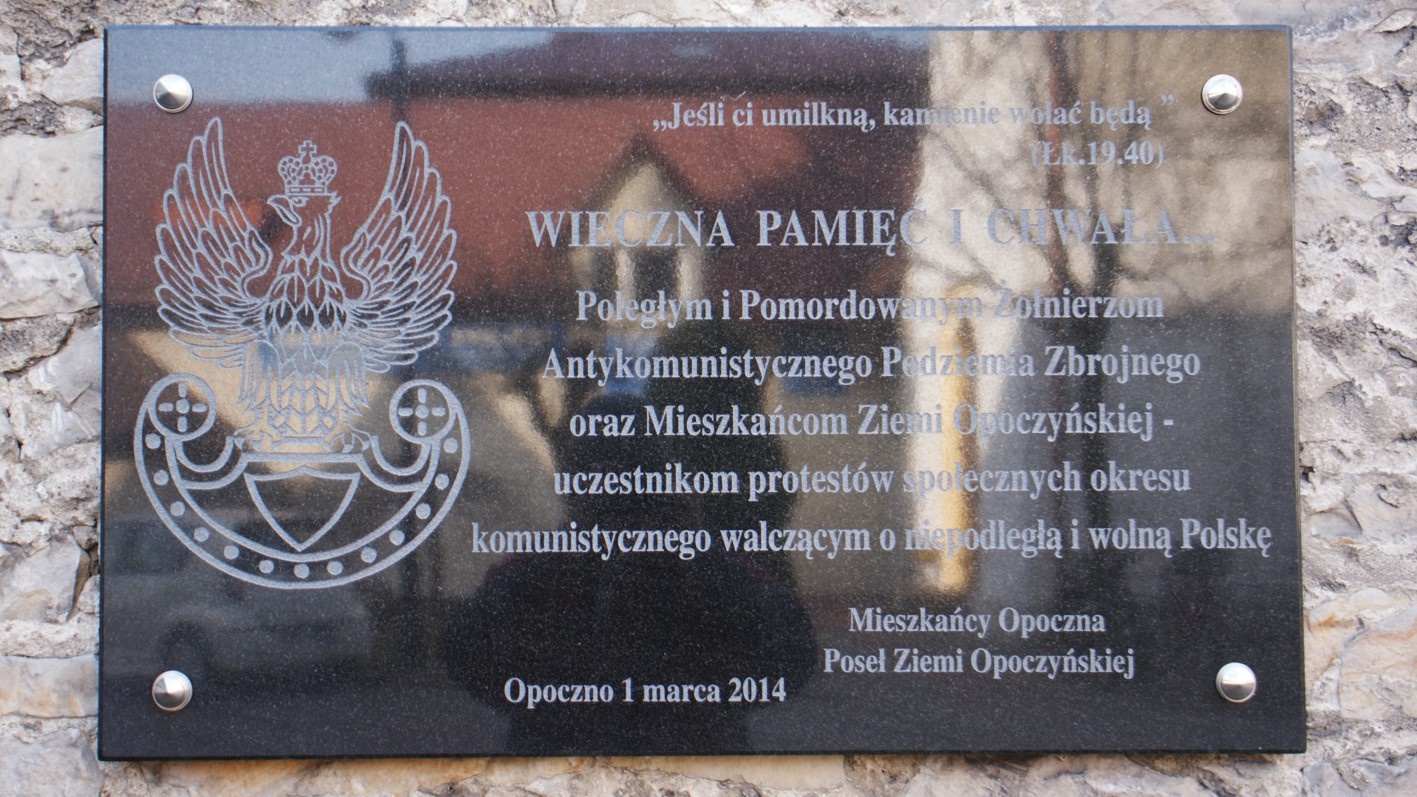 „Jeśli ci umilkną, kamienie wołać będą”
(Łk.19.40)
WIECZNA PAMIĘĆ I CHWAŁA...
Poległym i Pomordowanym Żołnierzom
Antykomunistycznego Podziemia Zbrojnego
oraz Mieszkańcom Ziemi Opoczyńskiej -
uczestnikom protestów społecznych okresu
komunistycznego walczącym o niepodległą i wolną Polskę
Mieszkańcy Opoczna
Poseł Ziemi Opoczyńskiej
Opoczno 1 marca 2014